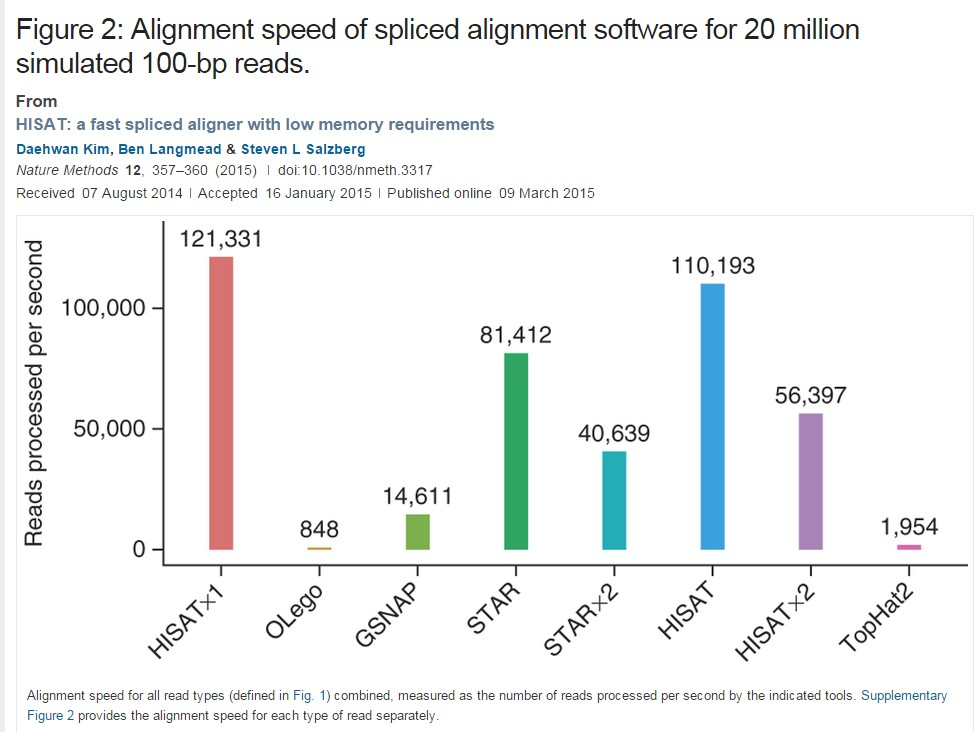 Figure 2: Alignment speed of spliced alignment software for 20 million
simulated 100-bp reads.
From
HISAT: a fast spliced aligner with low memory requirements
Daehwan Kim, Ben Langmead & Steven L Salzberg
Nature Methods 12, 357–360 (2015) | doi:10.1038/nmeth.3317
Received 07 August 2014 | Accepted 16 January 2015 | Published online 09 March 2015
Reads processed per second
100,000
50,000
0
121,331
848
14,611
81,412
40,639
110,193
56,397
1,954
HISAT×1
OLego
GSNAP
STAR
STAR×2
HISAT
HISAT×2
TopHat2
Alignment speed for all read types (defined in Fig. 1) combined, measured as the number of reads processed per second by the indicated tools. Supplementary
Figure 2 provides the alignment speed for each type of read separately.